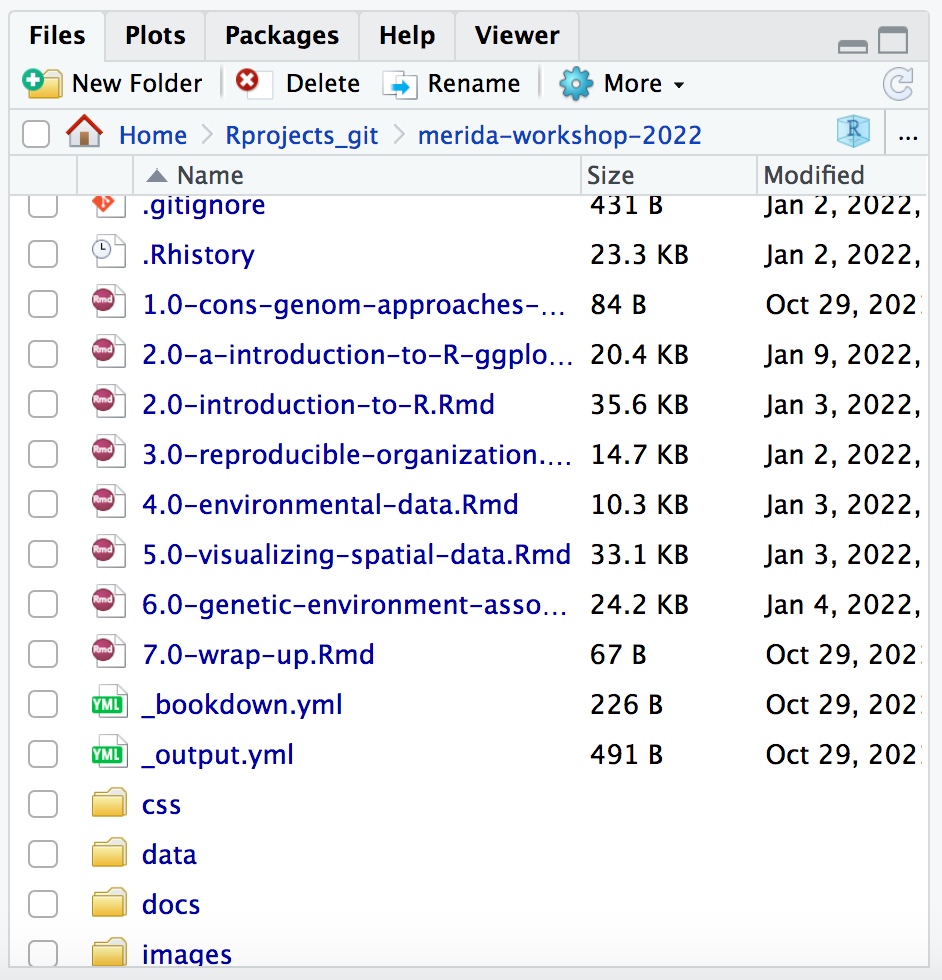 Files Plots Packages Help Viewer
New Folder Delete Rename More
Home Rprojects_git merida-workshop-2022 R ...
Name Size Modified
.gitignore 431 B Jan 2, 2022,
.Rhistory 23.3 KB Jan 2, 2022,
Rmd 1.0-cons-genom-approaches-... 84 B Oct 29, 202
Rmd 2.0-a-introduction-to-R-ggplo... 20.4 KB Jan 9, 2022,
Rmd 2.0-introduction-to-R.Rmd 35.6 KB Jan 3, 2022,
Rmd 3.0-reproducible-organization.... 14.7 KB Jan 2, 2022,
Rmd 4.0-environmental-data.Rmd 10.3 KB Jan 3, 2022,
Rmd 5.0-visualizing-spatial-data.Rmd 33.1 KB Jan 3, 2022,
Rmd 6.0-genetic-environment-asso... 24.2 KB Jan 4, 2022,
Rmd 7.0-wrap-up.Rmd 67 B Oct 29, 202
YML _bookdown.yml 226 B Oct 29, 202
YML _output.yml 491 B Oct 29, 202
css
data
docs
images